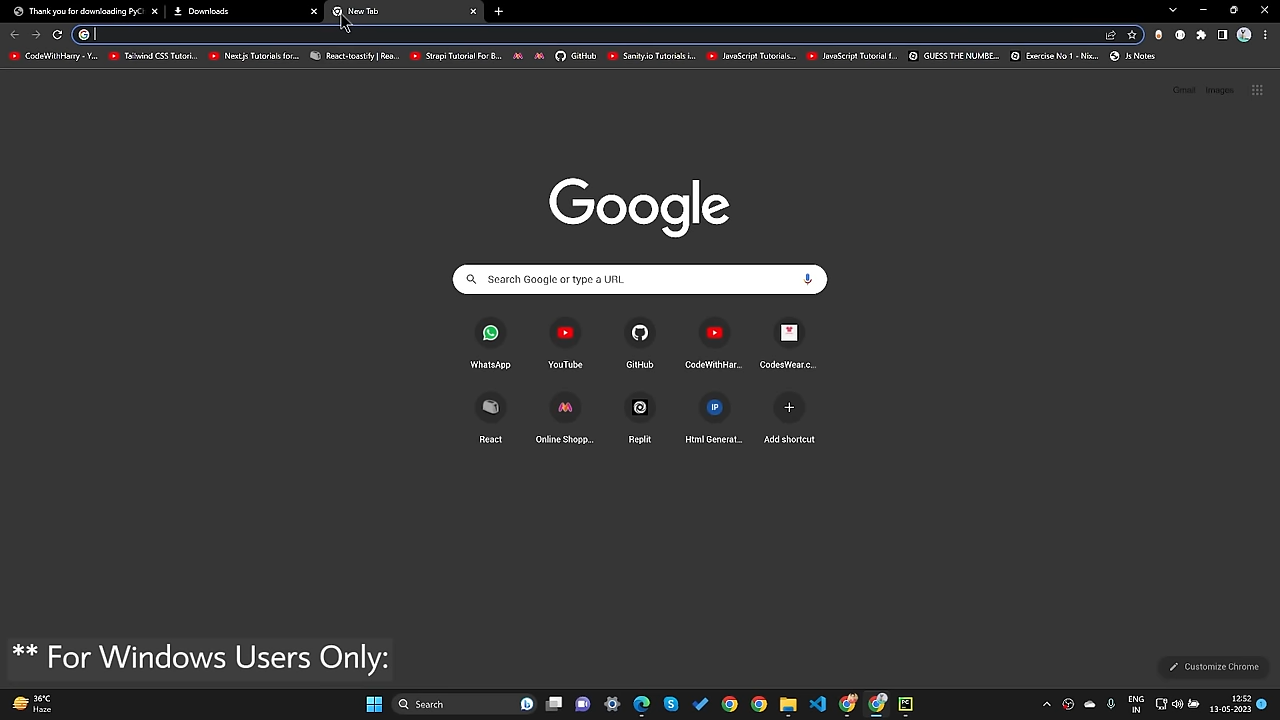 Thank you for downloading PyCh
Downloads
New Tab
CodeWithHarry - Y...
Tailwind CSS Tutori...
Next.js Tutorials for...
React-toastify | Rea...
Strapi Tutorial For B...
GitHub
Sanity.io Tutorials i...
JavaScript Tutorials...
JavaScript Tutorial f...
GUESS THE NUMBE...
Exercise No 1 - Nix...
Js Notes
Gmail Images
Google
Search Google or type a URL
WhatsApp
YouTube
GitHub
CodeWithHar...
CodesWear.c...
React
Online Shopp...
Replit
Html Generat...
Add shortcut
** For Windows Users Only:
Customize Chrome
36°C
Haze
Search
ENG
IN
12:52
13-05-2023